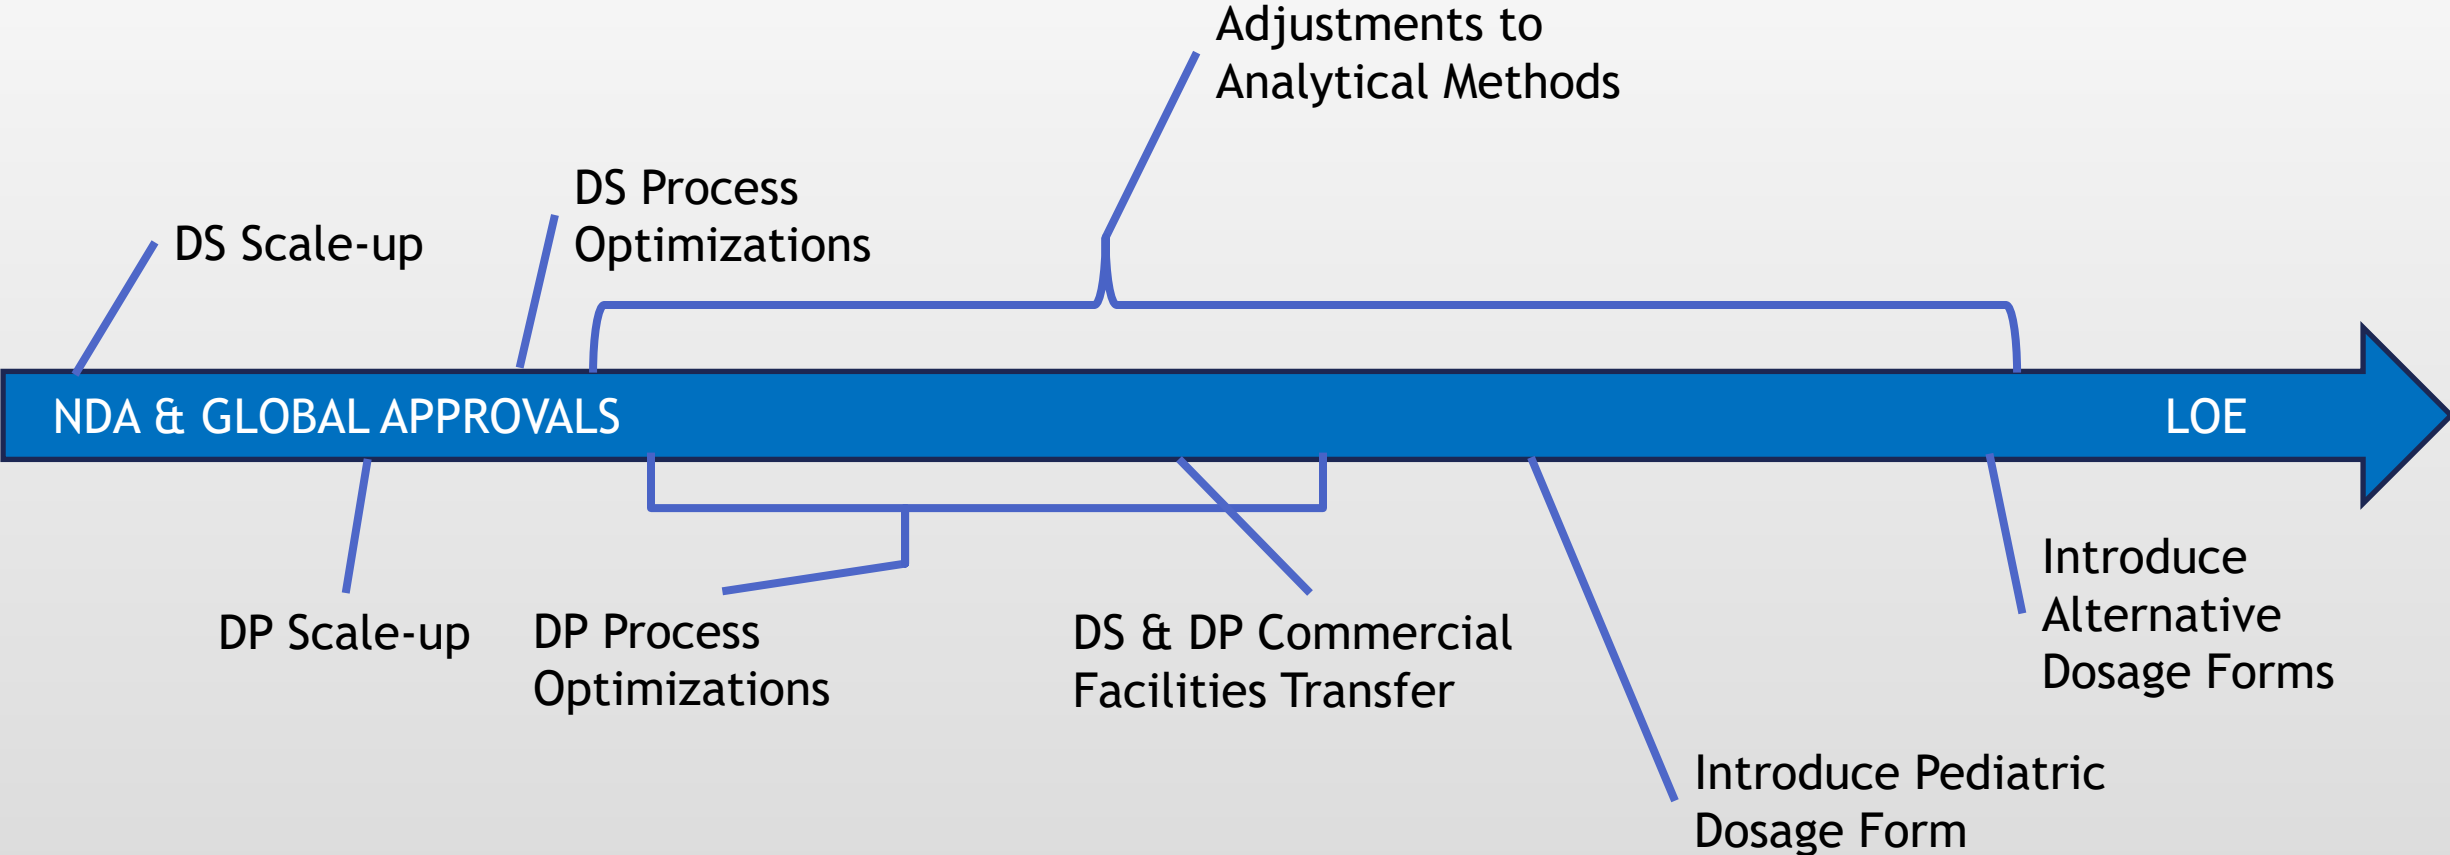 Adjustments to
Analytical Methods
DS Process
Optimizations
DS Scale-up
NDA & GLOBAL APPROVALS
LOE
DP Scale-up
DP Process
Optimizations
DS & DP Commercial
Facilities Transfer
Introduce
Alternative
Dosage Forms
Introduce Pediatric
Dosage Form